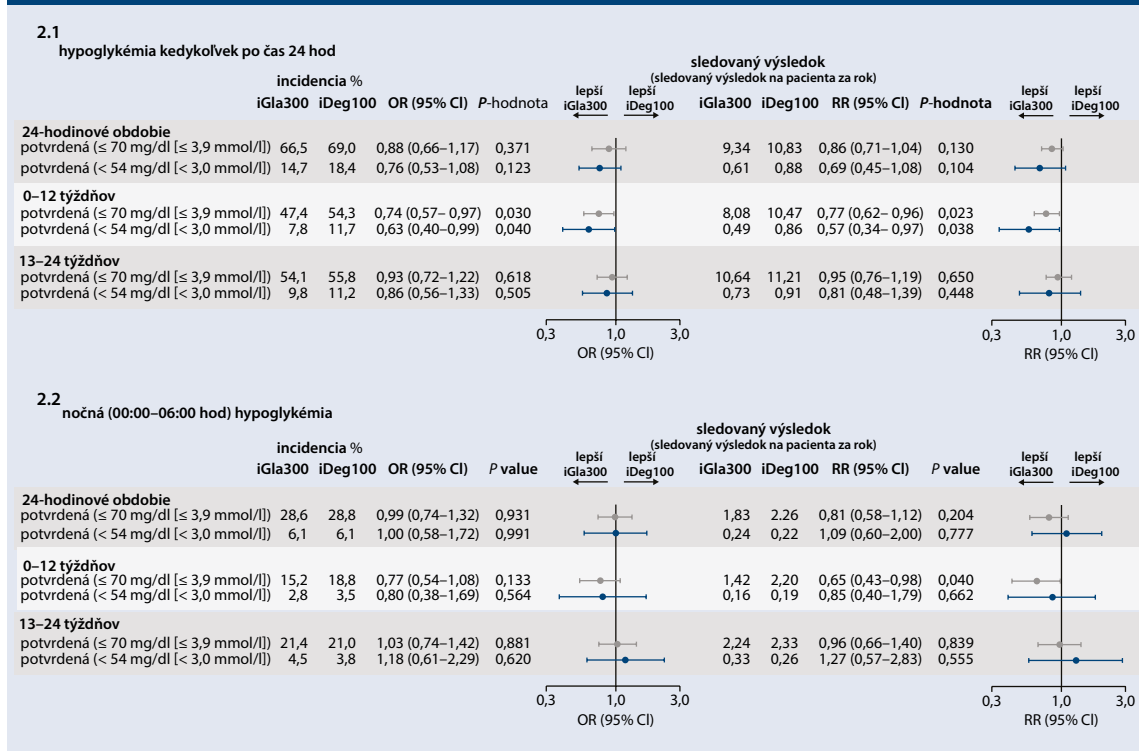 2.1
hypoglykémia kedykoľvek po čas 24 hod
sledovaný výsledok
incidencia % (sledovaný výsledok na pacienta za rok)
iGla300 iDeg100 OR (95% Cl) P-hodnota lepší iGla300 lepší iDeg100 iGla300 iDeg100 RR (95% Cl) P-hodnota lepší iGla300 lepší iDeg100
24-hodinové obdobie
potvrdená (≤ 70 mg/dl [≤ 3,9 mmol/l]) 66,5 69,0 0,88 (0,66–1,17) 0,371 9,34 10,83 0,86 (0,71–1,04) 0,130
potvrdená (< 54 mg/dl [< 3,0 mmol/l]) 14,7 18,4 0,76 (0,53–1,08) 0,123 0,61 0,88 0,69 (0,45–1,08) 0,104
0–12 týždňov
potvrdená (≤ 70 mg/dl [≤ 3,9 mmol/l]) 47,4 54,3 0,74 (0,57– 0,97) 0,030 8,08 10,47 0,77 (0,62– 0,96) 0,023
potvrdená (< 54 mg/dl [< 3,0 mmol/l]) 7,8 11,7 0,63 (0,40–0,99) 0,040 0,49 0,86 0,57 (0,34– 0,97) 0,038
13–24 týždňov
potvrdená (≤ 70 mg/dl [≤ 3,9 mmol/l]) 54,1 55,8 0,93 (0,72–1,22) 0,618 10,64 11,21 0,95 (0,76–1,19) 0,650
potvrdená (< 54 mg/dl [< 3,0 mmol/l]) 9,8 11,2 0,86 (0,56–1,33) 0,505 0,73 0,91 0,81 (0,48–1,39) 0,448
0,3 1,0 3,0 0,3 1,0 3,0
OR (95% Cl) RR (95% Cl)
2.2
nočná (00:00–06:00 hod) hypoglykémia
sledovaný výsledok
incidencia % (sledovaný výsledok na pacienta za rok)
iGla300 iDeg100 OR (95% Cl) P value lepší iGla300 lepší iDeg100 iGla300 iDeg100 RR (95% Cl) P value lepší iGla300 lepší iDeg100
24-hodinové obdobie
potvrdená (≤ 70 mg/dl [≤ 3,9 mmol/l]) 28,6 28,8 0,99 (0,74–1,32) 0,931 1,83 2.26 0,81 (0,58–1,12) 0,204
potvrdená (< 54 mg/dl [< 3,0 mmol/l]) 6,1 6,1 1,00 (0,58–1,72) 0,991 0,24 0,22 1,09 (0,60–2,00) 0,777
0–12 týždňov
potvrdená (≤ 70 mg/dl [≤ 3,9 mmol/l]) 15,2 18,8 0,77 (0,54–1,08) 0,133 1,42 2,20 0,65 (0,43–0,98) 0,040
potvrdená (< 54 mg/dl [< 3,0 mmol/l]) 2,8 3,5 0,80 (0,38–1,69) 0,564 0,16 0,19 0,85 (0,40–1,79) 0,662
13–24 týždňov
potvrdená (≤ 70 mg/dl [≤ 3,9 mmol/l]) 21,4 21,0 1,03 (0,74–1,42) 0,881 2,24 2,33 0,96 (0,66–1,40) 0,839
potvrdená (< 54 mg/dl [< 3,0 mmol/l]) 4,5 3,8 1,18 (0,61–2,29) 0,620 0,33 0,26 1,27 (0,57–2,83) 0,555
0,3 1,0 3,0 0,3 1,0 3,0
OR (95% Cl) RR (95% Cl)